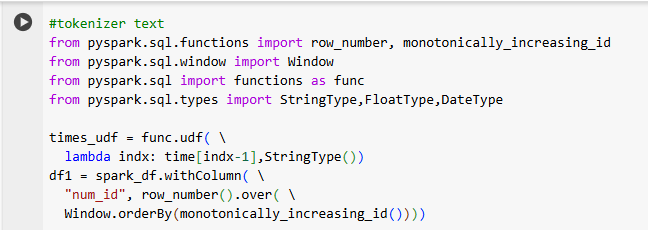 #tokenizer text
from pyspark.sql.functions import row_number, monotonically_increasing_id
from pyspark.sql.window import Window
from pyspark.sql import functions as func
from pyspark.sql.types import StringType,FloatType,DateType

times_udf = func.udf( \
  lambda indx: time[indx-1],StringType())
df1 = spark_df.withColumn( \
  "num_id", row_number().over( \
  Window.orderBy(monotonically_increasing_id())))